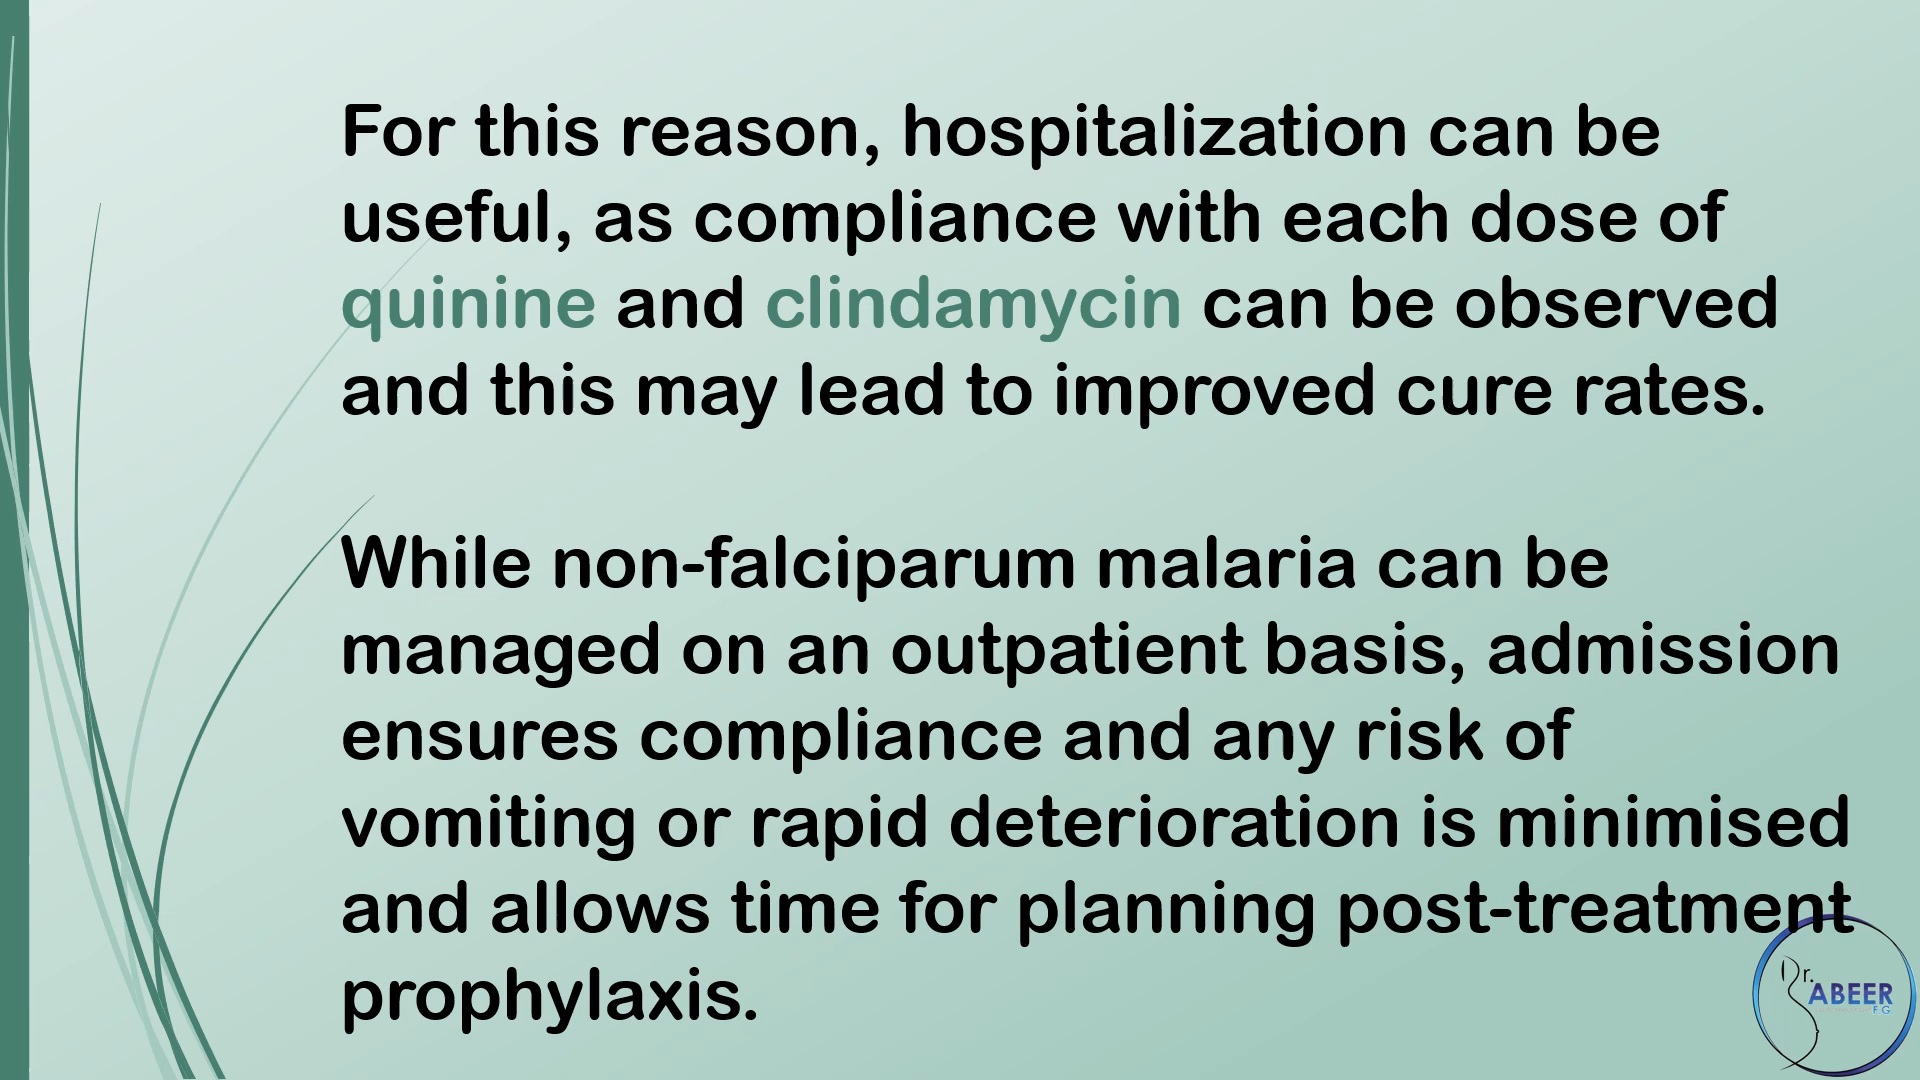 For this reason, hospitalization can be
useful, as compliance with each dose of
quinine and clindamycin can be observed
and this may lead to improved cure rates.
While non-falciparum malaria can be
managed on an outpatient basis, admission
ensures compliance and any risk of
vomiting or rapid deterioration is minimised
and allows time for planning post-treatment
prophylaxis.
Dr.
ABEER
F.G